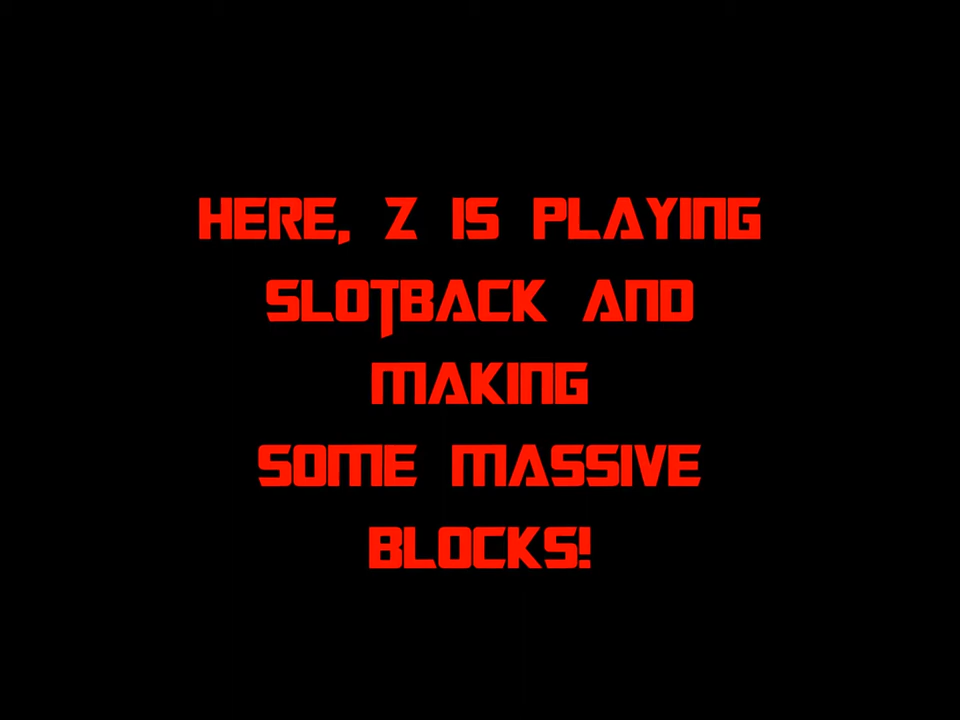 HERE, Z IS PLAYING
SLOTBACK AND
MAKING
SOME MASSIVE
BLOCKS!